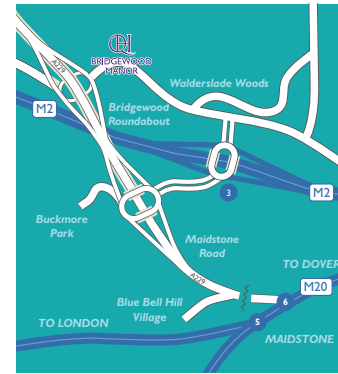 BRIDGEWOOD
MANOR
A229
Walderslade Woods
M2
Bridgewood
Roundabout
3
M2
Buckmore
Park
Maidstone
Road
TO DOVER
A229
M20
6
Blue Bell Hill
Village
5
TO LONDON
MAIDSTONE